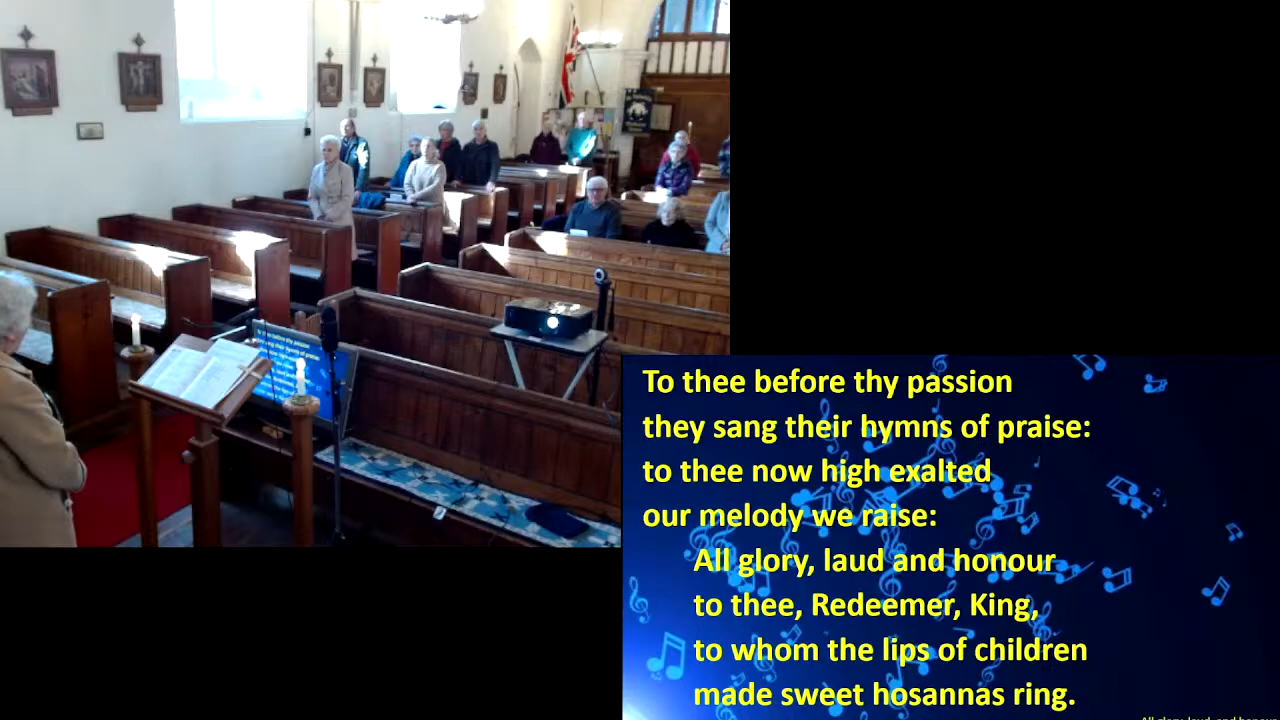 To thee before thy passion
they sang their hymns of praise:
to thee now high exalted
our melody we raise:
All glory, laud and honour
to thee, Redeemer, King,
to whom the lips of children
made sweet hosannas ring.